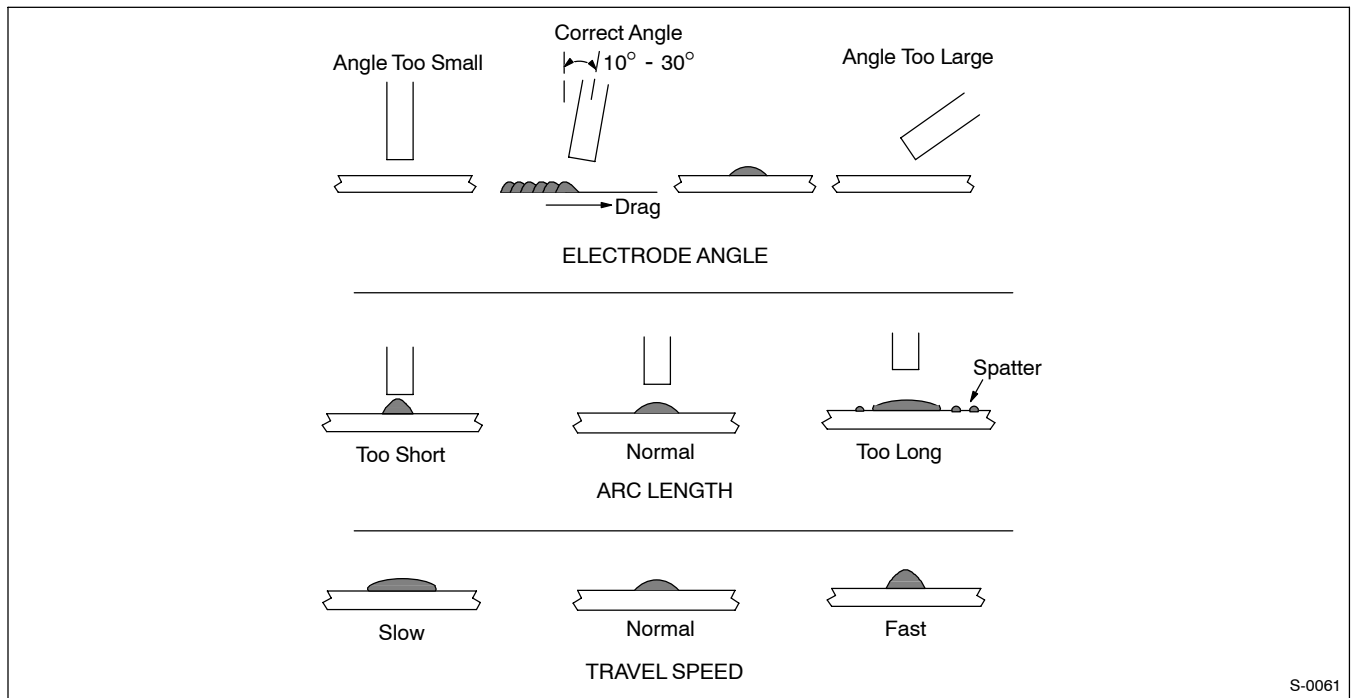 Angle Too Small
Correct Angle
10° - 30°
Angle Too Large
Drag
ELECTRODE ANGLE
Spatter
Too Short
Normal
Too Long
ARC LENGTH
Slow
Normal
Fast
TRAVEL SPEED
S-0061